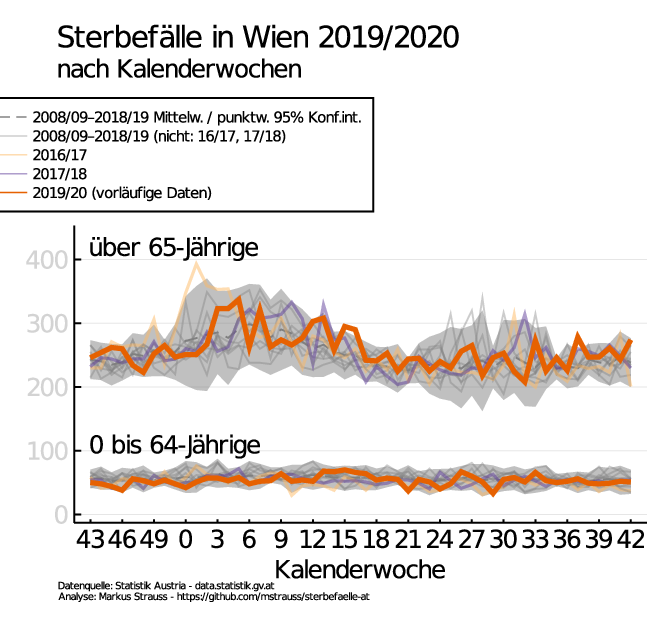 Sterbefälle in Wien 2019/2020
nach Kalenderwochen
2008/09–2018/19 Mittelw. / punktw. 95% Konf.int.
2008/09–2018/19 (nicht: 16/17, 17/18)
2016/17
2017/18
2019/20 (vorläufige Daten)
über 65-Jährige
400
300
200
0 bis 64-Jährige
100
0
43 46 49 0 3 6 9 12 15 18 21 24 27 30 33 36 39 42
Kalenderwoche
Datenquelle: Statistik Austria - data.statistik.gv.at
Analyse: Markus Strauss - https://github.com/mstrauss/sterbefaelle-at